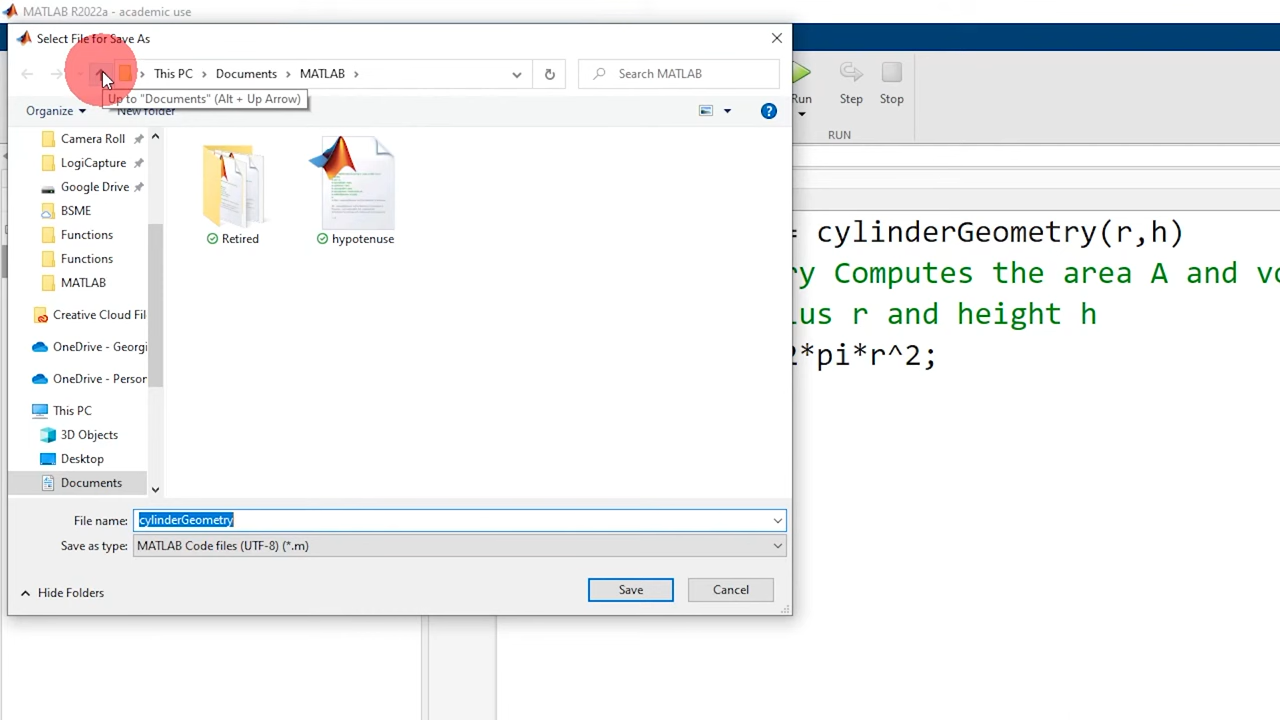 MATLAB R2022a - academic use
Select File for Save As
This PC > Documents > MATLAB >
Search MATLAB
Up to "Documents" (Alt + Up Arrow)
Organize
New folder
Run
Step
Stop
RUN
Camera Roll
LogiCapture
Google Drive
BSME
Functions
Functions
MATLAB
Creative Cloud Fil
OneDrive - Georgi
OneDrive - Person
This PC
3D Objects
Desktop
Documents
Retired
hypotenuse
= cylinderGeometry(r,h)
ry Computes the area A and vo
ius r and height h
2*pi*r^2;
File name: cylinderGeometry
Save as type: MATLAB Code files (UTF-8) (*.m)
Hide Folders
Save
Cancel